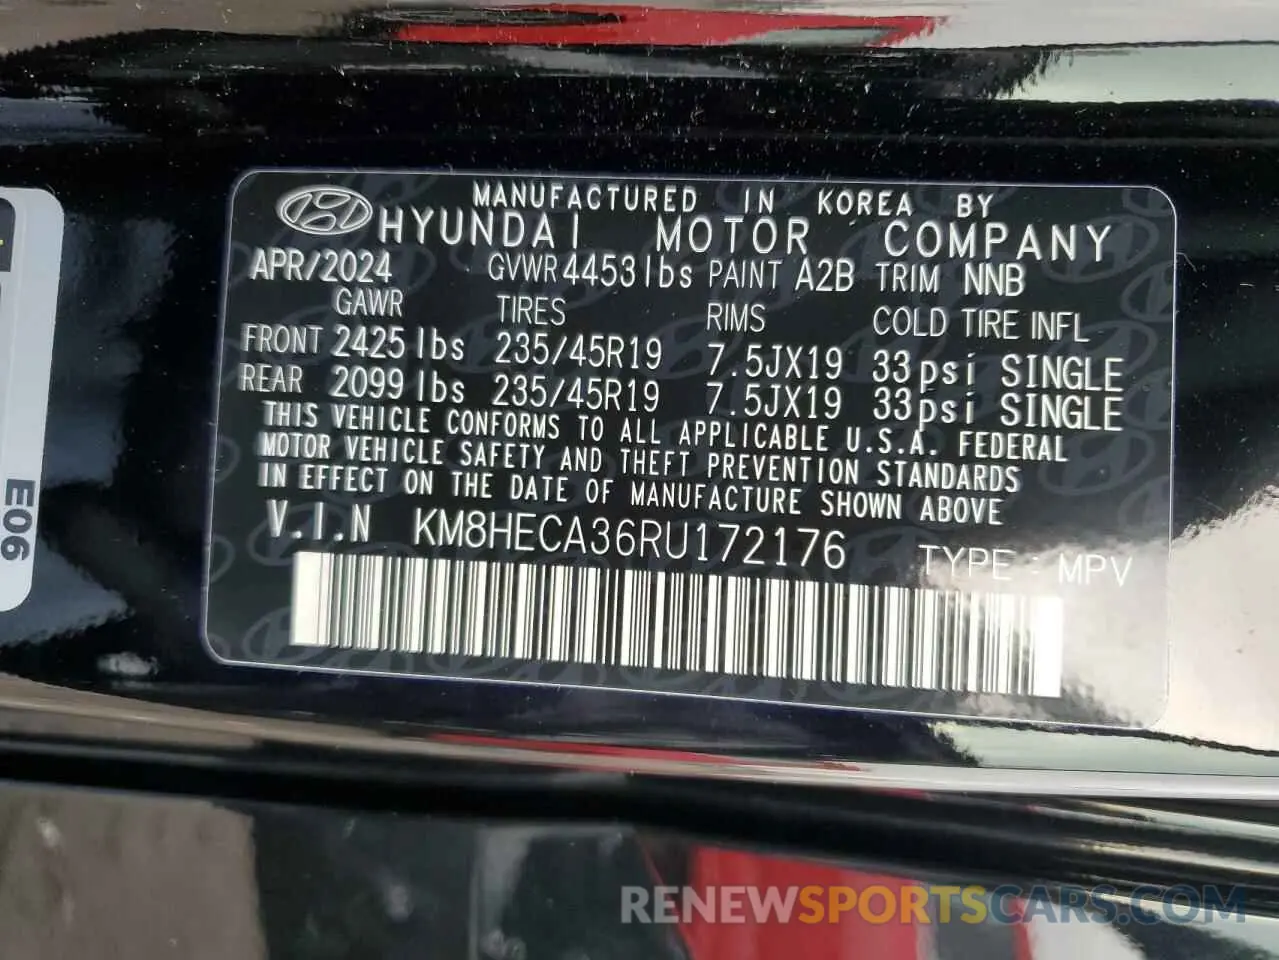 MANUFACTURED IN KOREA BY
HYUNDAI MOTOR COMPANY
APR/2024 GVWR 4453 lbs PAINT A2B TRIM NNB
GAWR TIRES RIMS COLD TIRE INFL
FRONT 2425 lbs 235/45R19 7.5JX19 33psi SINGLE
REAR 2099 lbs 235/45R19 7.5JX19 33psi SINGLE
THIS VEHICLE CONFORMS TO ALL APPLICABLE U.S.A. FEDERAL
MOTOR VEHICLE SAFETY AND THEFT PREVENTION STANDARDS
IN EFFECT ON THE DATE OF MANUFACTURE SHOWN ABOVE
V.I.N KM8HECA36RU172176 TYPE : MPV
E06
RENEWSPORTSCARS.COM